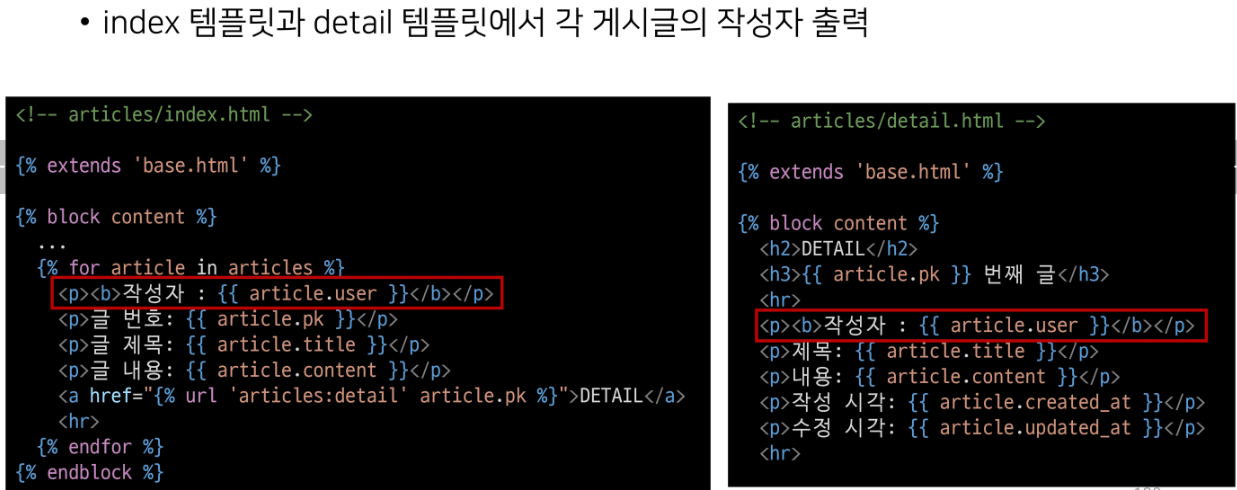 • index 템플릿과 detail 템플릿에서 각 게시글의 작성자 출력
<!-- articles/index.html -->
{% extends 'base.html' %}
{% block content %}
...
{% for article in articles %}
<p><b>작성자 : {{ article.user }}</b></p>
<p>글 번호: {{ article.pk }}</p>
<p>글 제목: {{ article.title }}</p>
<p>글 내용: {{ article.content }}</p>
<a href="{% url 'articles:detail' article.pk %}">DETAIL</a>
<hr>
{% endfor %}
{% endblock %}
<!-- articles/detail.html -->
{% extends 'base.html' %}
{% block content %}
<h2>DETAIL</h2>
<h3>{{ article.pk }} 번째 글</h3>
<hr>
<p><b>작성자 : {{ article.user }}</b></p>
<p>제목: {{ article.title }}</p>
<p>내용: {{ article.content }}</p>
<p>작성 시각: {{ article.created_at }}</p>
<p>수정 시각: {{ article.updated_at }}</p>
<hr>